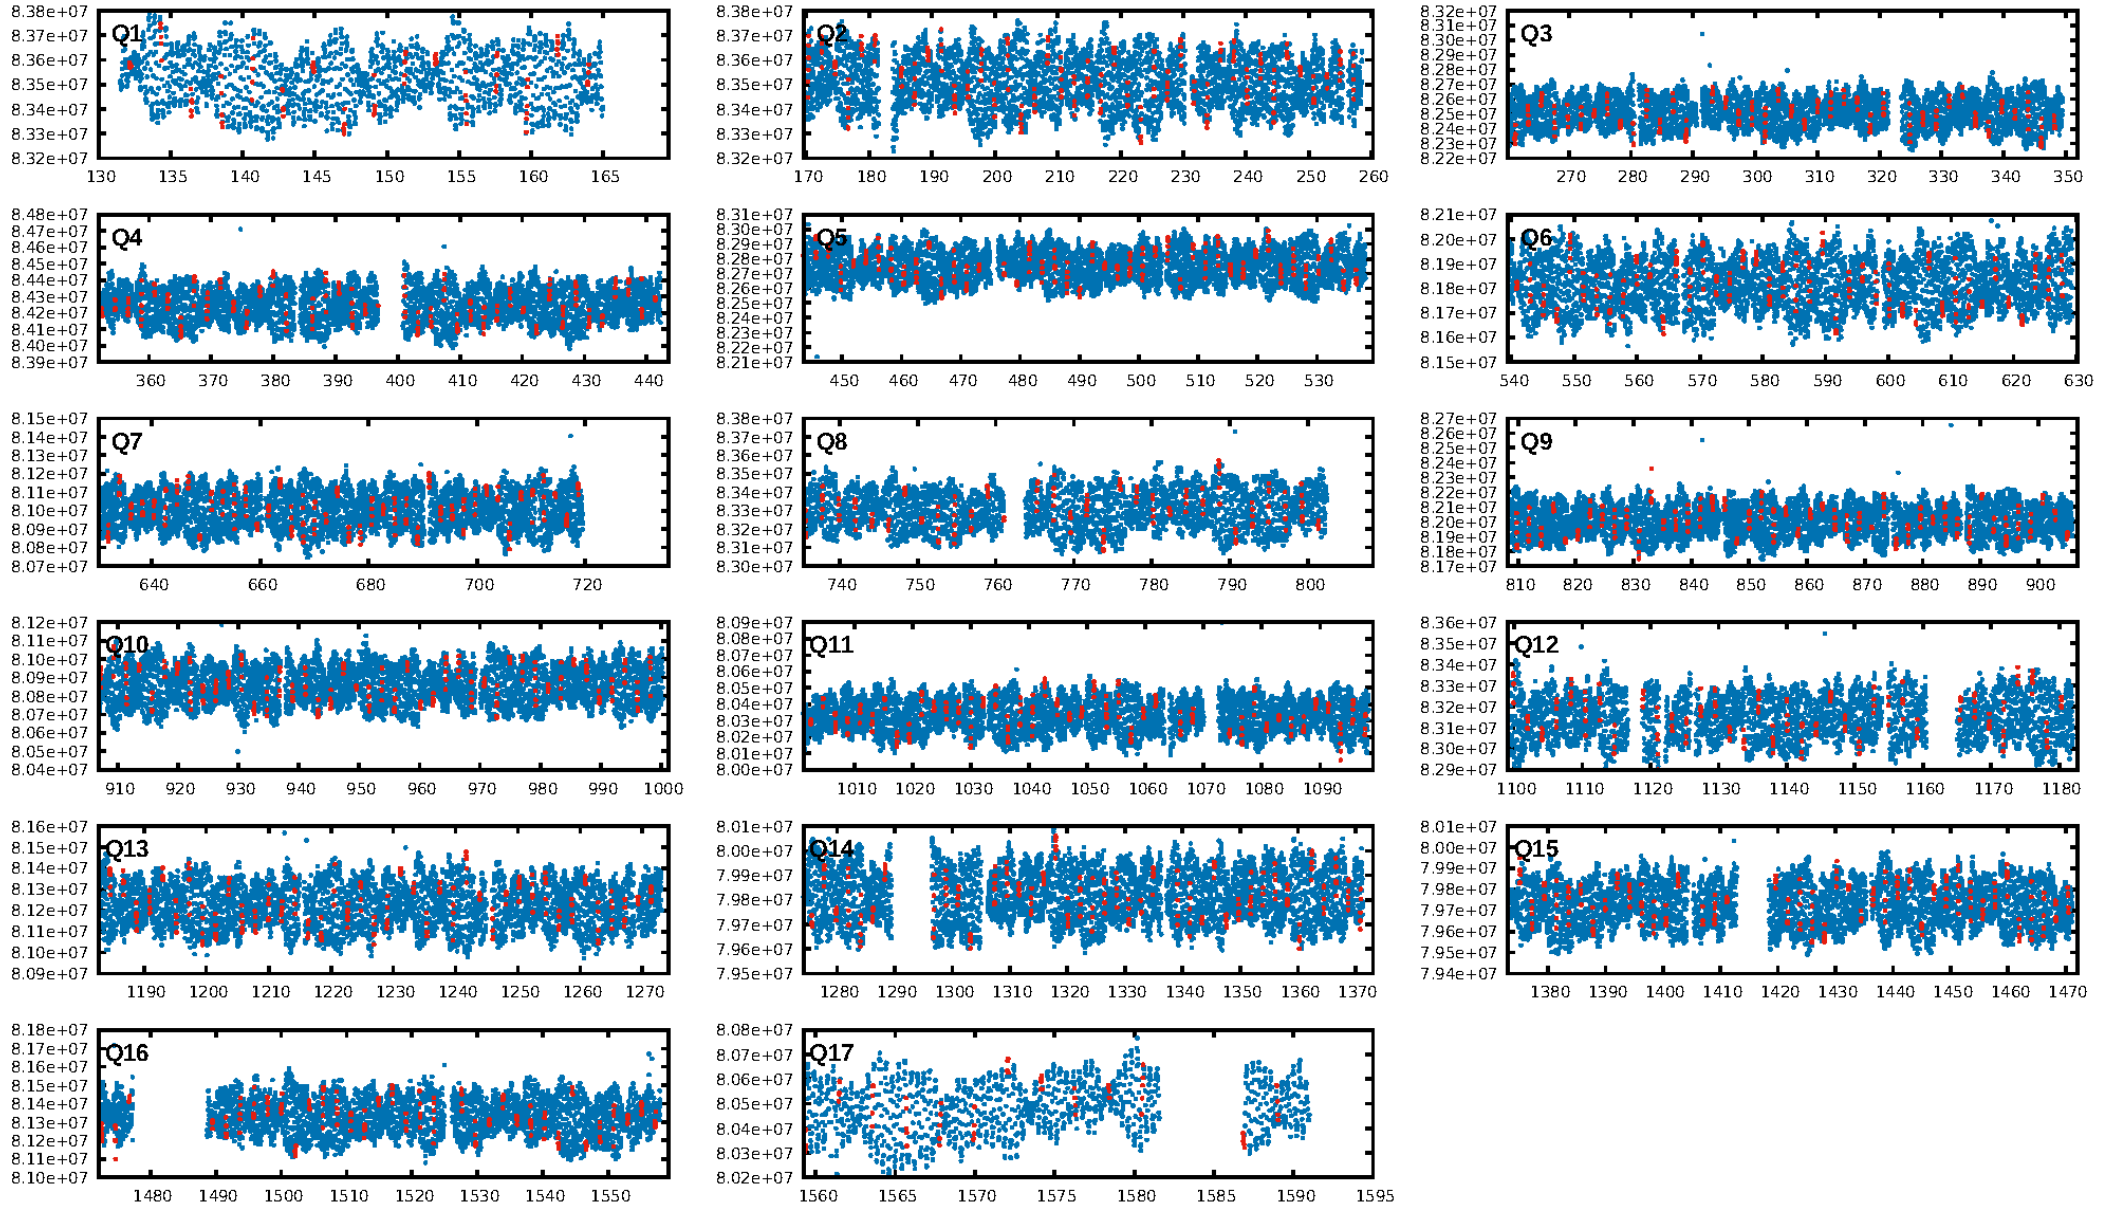 8.38e+07 8.37e+07 8.36e+07 8.35e+07 8.34e+07 8.33e+07 8.32e+07
Q1
130 135 140 145 150 155 160 165
8.38e+07 8.37e+07 8.36e+07 8.35e+07 8.34e+07 8.33e+07 8.32e+07
Q2
170 180 190 200 210 220 230 240 250 260
8.32e+07 8.31e+07 8.30e+07 8.29e+07 8.28e+07 8.27e+07 8.26e+07 8.25e+07 8.24e+07 8.23e+07 8.22e+07
Q3
270 280 290 300 310 320 330 340 350
8.48e+07 8.47e+07 8.46e+07 8.45e+07 8.44e+07 8.43e+07 8.42e+07 8.41e+07 8.40e+07 8.39e+07
Q4
360 370 380 390 400 410 420 430 440
8.31e+07 8.30e+07 8.29e+07 8.28e+07 8.27e+07 8.26e+07 8.25e+07 8.24e+07 8.23e+07 8.22e+07 8.21e+07
Q5
450 460 470 480 490 500 510 520 530
8.21e+07 8.20e+07 8.19e+07 8.18e+07 8.17e+07 8.16e+07 8.15e+07
Q6
540 550 560 570 580 590 600 610 620 630
8.15e+07 8.14e+07 8.13e+07 8.12e+07 8.11e+07 8.10e+07 8.09e+07 8.08e+07 8.07e+07
Q7
640 660 680 700 720
8.38e+07 8.37e+07 8.36e+07 8.35e+07 8.34e+07 8.33e+07 8.32e+07 8.31e+07 8.30e+07
Q8
740 750 760 770 780 790 800
8.27e+07 8.26e+07 8.25e+07 8.24e+07 8.23e+07 8.22e+07 8.21e+07 8.20e+07 8.19e+07 8.18e+07 8.17e+07
Q9
810 820 830 840 850 860 870 880 890 900
8.12e+07 8.11e+07 8.10e+07 8.09e+07 8.08e+07 8.07e+07 8.06e+07 8.05e+07 8.04e+07
Q10
910 920 930 940 950 960 970 980 990 1000
8.09e+07 8.08e+07 8.07e+07 8.06e+07 8.05e+07 8.04e+07 8.03e+07 8.02e+07 8.01e+07 8.00e+07
Q11
1010 1020 1030 1040 1050 1060 1070 1080 1090
8.36e+07 8.35e+07 8.34e+07 8.33e+07 8.32e+07 8.31e+07 8.30e+07 8.29e+07
Q12
1100 1110 1120 1130 1140 1150 1160 1170 1180
8.16e+07 8.15e+07 8.14e+07 8.13e+07 8.12e+07 8.11e+07 8.10e+07 8.09e+07
Q13
1190 1200 1210 1220 1230 1240 1250 1260 1270
8.01e+07 8.00e+07 7.99e+07 7.98e+07 7.97e+07 7.96e+07 7.95e+07
Q14
1280 1290 1300 1310 1320 1330 1340 1350 1360 1370
8.01e+07 8.00e+07 7.99e+07 7.98e+07 7.97e+07 7.96e+07 7.95e+07 7.94e+07
Q15
1380 1390 1400 1410 1420 1430 1440 1450 1460 1470
8.18e+07 8.17e+07 8.16e+07 8.15e+07 8.14e+07 8.13e+07 8.12e+07 8.11e+07 8.10e+07
Q16
1480 1490 1500 1510 1520 1530 1540 1550
8.08e+07 8.07e+07 8.06e+07 8.05e+07 8.04e+07 8.03e+07 8.02e+07
Q17
1560 1565 1570 1575 1580 1585 1590 1595